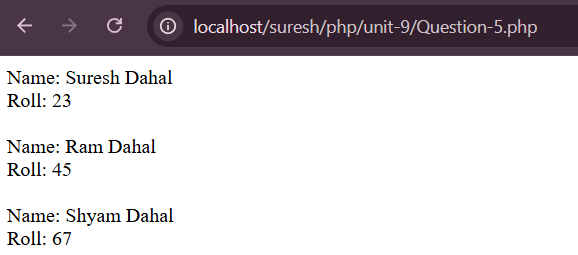 localhost/suresh/php/unit-9/Question-5.php
Name: Suresh Dahal
Roll: 23
Name: Ram Dahal
Roll: 45
Name: Shyam Dahal
Roll: 67